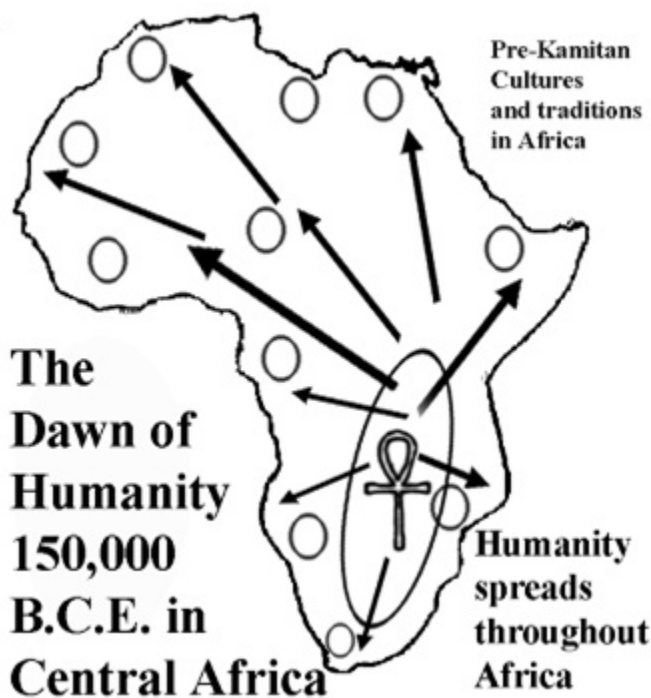 Pre-Kamitan
Cultures
and traditions
in Africa
The
Dawn of
Humanity
150,000
B.C.E. in
Central Africa
Humanity
spreads
throughout
Africa